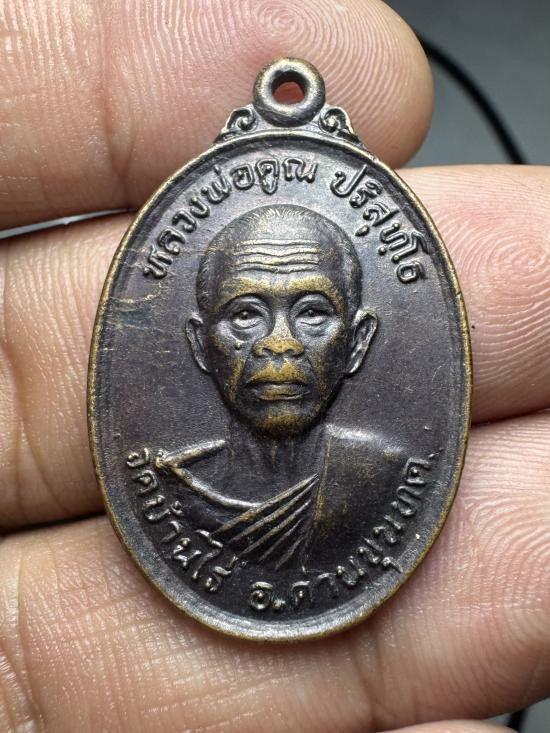 หลวงพ่อคูณ ปริสุทฺโธ
วัดบ้านไร่ อ.ด่านขุนทด.